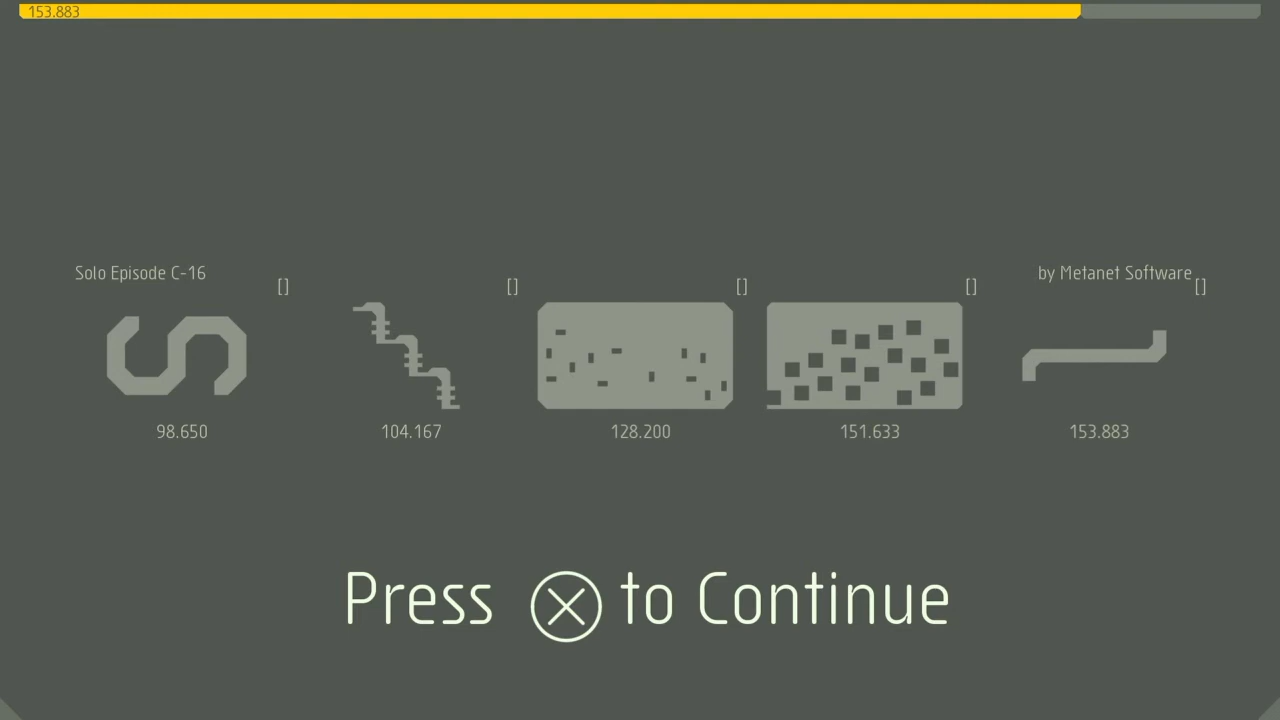 153.883
Solo Episode C-16
by Metanet Software
[] [] [] [] []
98.650 104.167 128.200 151.633 153.883
Press Ⓧ to Continue